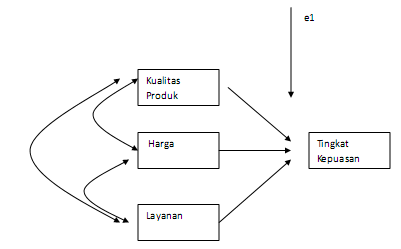 e1
Kualitas
Produk
Harga
Tingkat
Kepuasan
Layanan